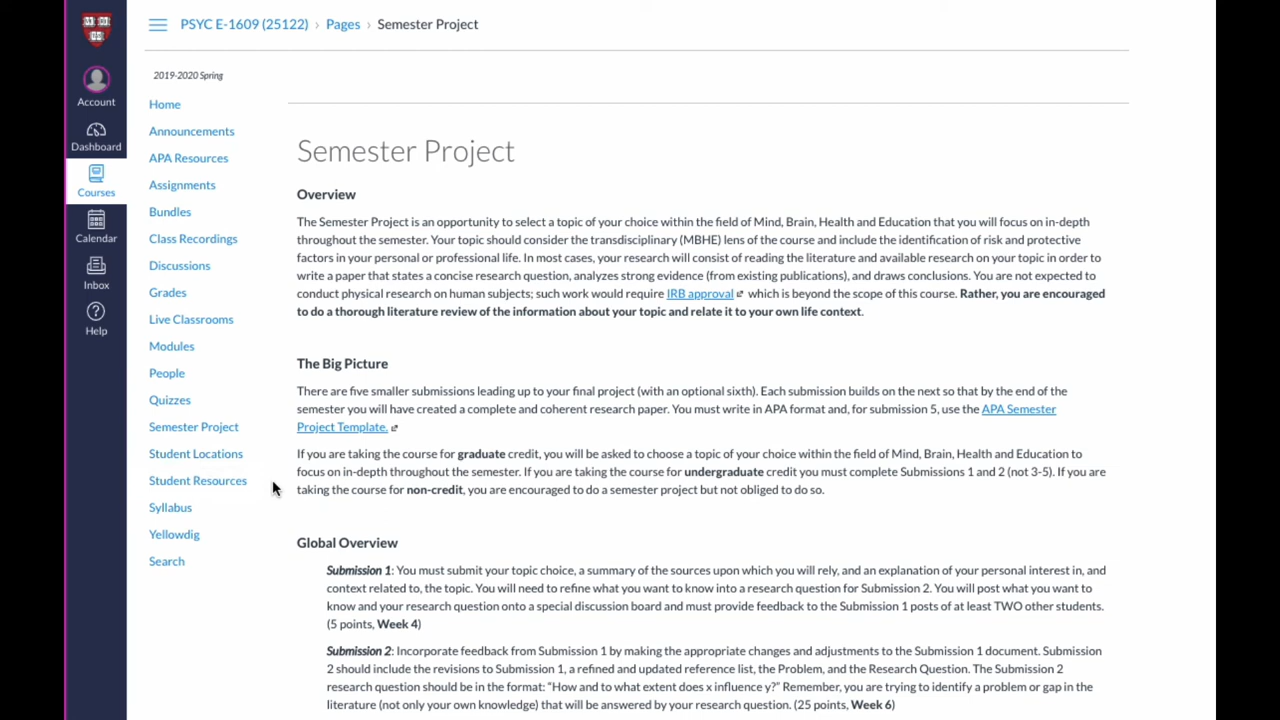 PSYC E-1609 (25122) › Pages › Semester Project
Account
Dashboard
Courses
Calendar
Inbox
Help
2019-2020 Spring
Home
Announcements
APA Resources
Assignments
Bundles
Class Recordings
Discussions
Grades
Live Classrooms
Modules
People
Quizzes
Semester Project
Student Locations
Student Resources
Syllabus
Yellowdig
Search
Semester Project
Overview
The Semester Project is an opportunity to select a topic of your choice within the field of Mind, Brain, Health and Education that you will focus on in-depth
throughout the semester. Your topic should consider the transdisciplinary (MBHE) lens of the course and include the identification of risk and protective
factors in your personal or professional life. In most cases, your research will consist of reading the literature and available research on your topic in order to
write a paper that states a concise research question, analyzes strong evidence (from existing publications), and draws conclusions. You are not expected to
conduct physical research on human subjects; such work would require IRB approval which is beyond the scope of this course. Rather, you are encouraged
to do a thorough literature review of the information about your topic and relate it to your own life context.
The Big Picture
There are five smaller submissions leading up to your final project (with an optional sixth). Each submission builds on the next so that by the end of the
semester you will have created a complete and coherent research paper. You must write in APA format and, for submission 5, use the APA Semester
Project Template.
If you are taking the course for graduate credit, you will be asked to choose a topic of your choice within the field of Mind, Brain, Health and Education to
focus on in-depth throughout the semester. If you are taking the course for undergraduate credit you must complete Submissions 1 and 2 (not 3-5). If you are
taking the course for non-credit, you are encouraged to do a semester project but not obliged to do so.
Global Overview
Submission 1: You must submit your topic choice, a summary of the sources upon which you will rely, and an explanation of your personal interest in, and
context related to, the topic. You will need to refine what you want to know into a research question for Submission 2. You will post what you want to
know and your research question onto a special discussion board and must provide feedback to the Submission 1 posts of at least TWO other students.
(5 points, Week 4)
Submission 2: Incorporate feedback from Submission 1 by making the appropriate changes and adjustments to the Submission 1 document. Submission
2 should include the revisions to Submission 1, a refined and updated reference list, the Problem, and the Research Question. The Submission 2
research question should be in the format: “How and to what extent does x influence y?” Remember, you are trying to identify a problem or gap in the
literature (not only your own knowledge) that will be answered by your research question. (25 points, Week 6)